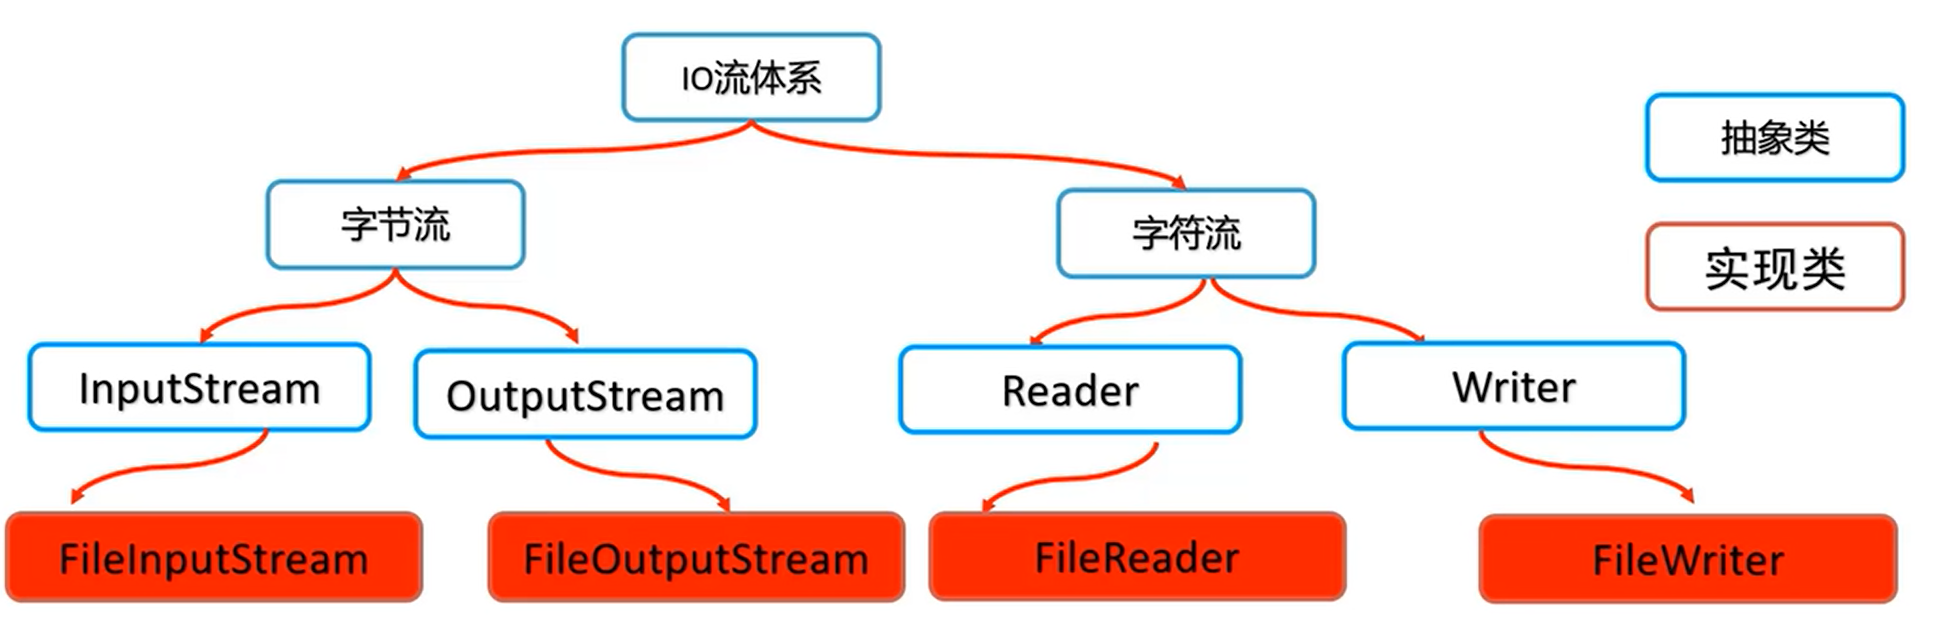 IO流体系
抽象类
字节流
字符流
实现类
InputStream
OutputStream
Reader
Writer
FileInputStream
FileOutputStream
FileReader
FileWriter